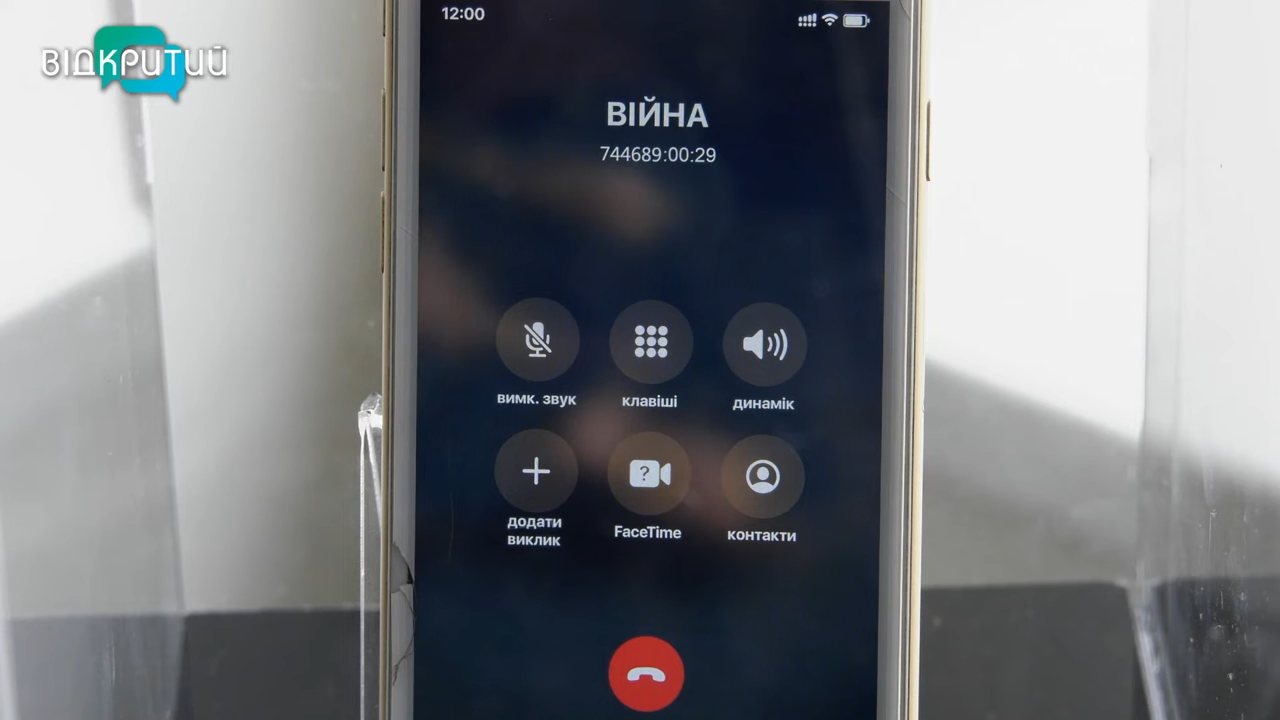 ВІДКРИТИЙ
12:00
ВІЙНА
744689:00:29
вимк. звук
клавіші
динамік
додати
виклик
?
FaceTime
контакти